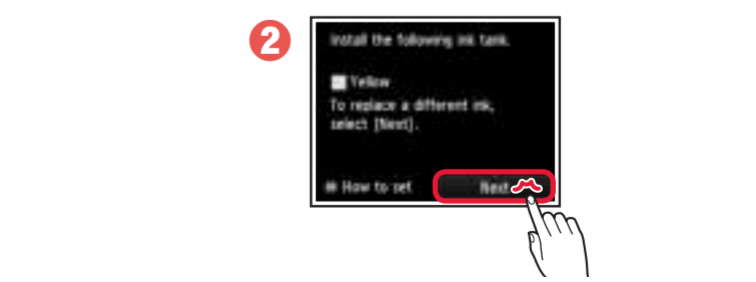 2
Install the following ink tank.
Yellow
To replace a different ink,
select [Next].
How to set
Next